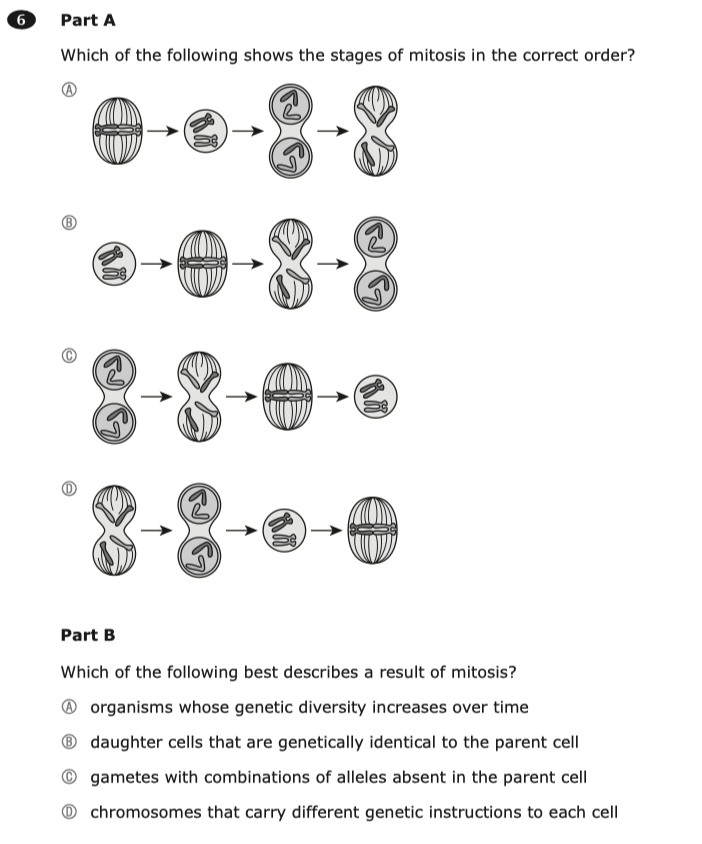 6 Part A
Which of the following shows the stages of mitosis in the correct order?
Ⓐ
Ⓑ
Ⓒ
Ⓓ
Part B
Which of the following best describes a result of mitosis?
Ⓐ organisms whose genetic diversity increases over time
Ⓑ daughter cells that are genetically identical to the parent cell
Ⓒ gametes with combinations of alleles absent in the parent cell
Ⓓ chromosomes that carry different genetic instructions to each cell